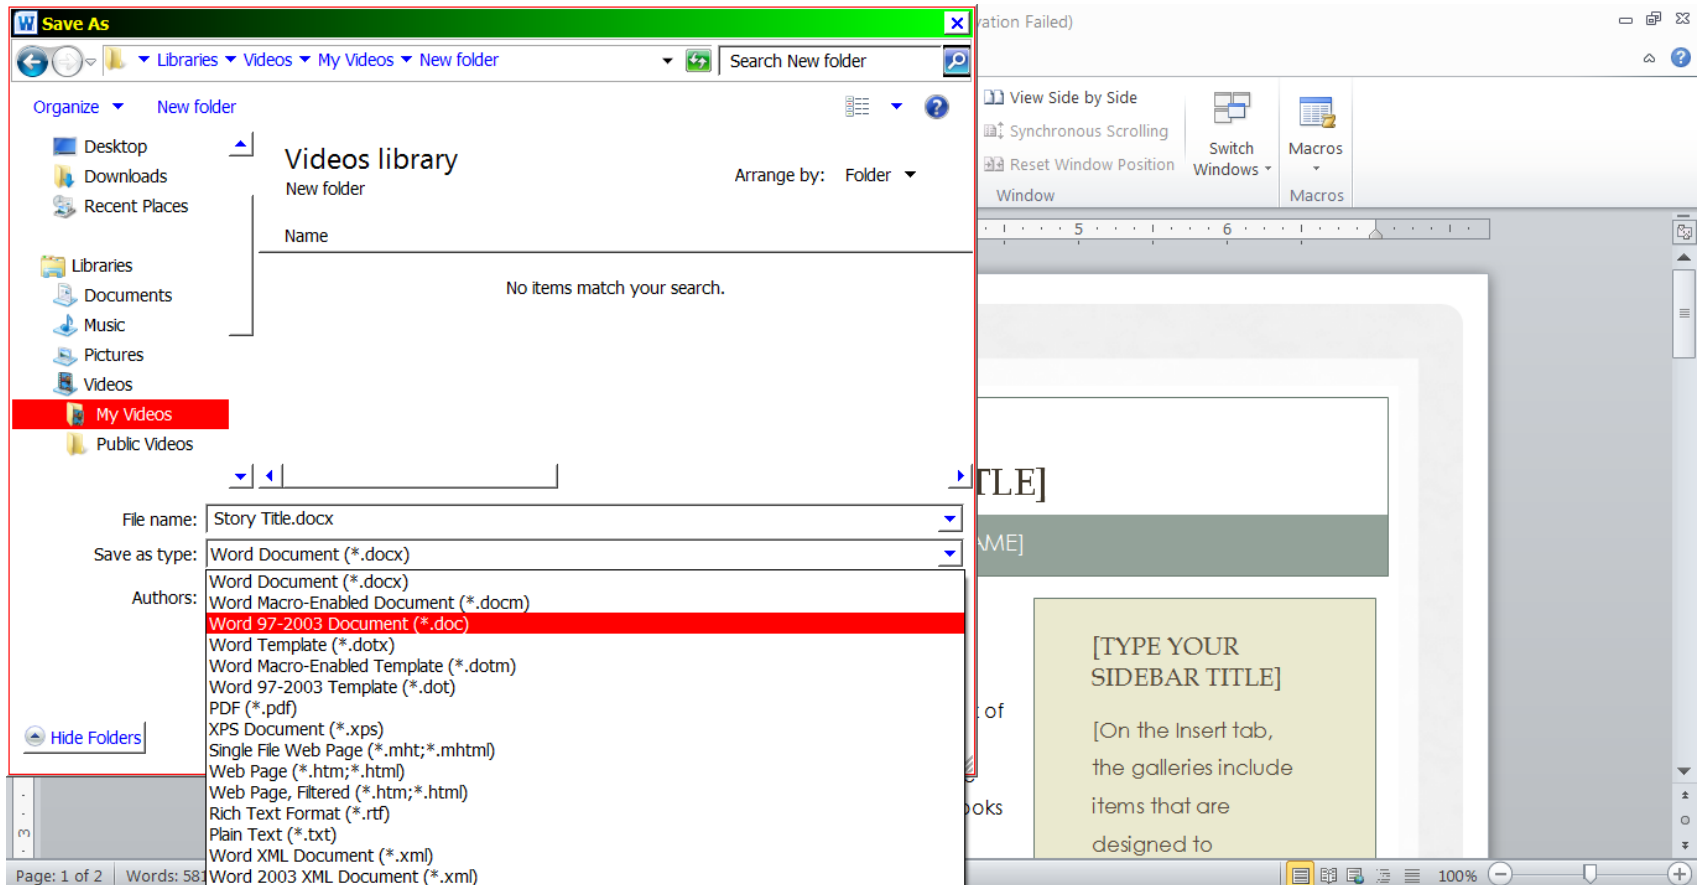 Save As
Libraries Videos My Videos New folder
Search New folder
Organize New folder
Desktop
Downloads
Recent Places
Libraries
Documents
Music
Pictures
Videos
My Videos
Public Videos
Videos library
New folder
Arrange by: Folder
Name
No items match your search.
File name: Story Title.docx
Save as type: Word Document (*.docx)
Authors:
Word Document (*.docx)
Word Macro-Enabled Document (*.docm)
Word 97-2003 Document (*.doc)
Word Template (*.dotx)
Word Macro-Enabled Template (*.dotm)
Word 97-2003 Template (*.dot)
PDF (*.pdf)
XPS Document (*.xps)
Single File Web Page (*.mht;*.mhtml)
Web Page (*.htm;*.html)
Web Page, Filtered (*.htm;*.html)
Rich Text Format (*.rtf)
Plain Text (*.txt)
Word XML Document (*.xml)
Word 2003 XML Document (*.xml)
Hide Folders
vation Failed)
View Side by Side
Synchronous Scrolling
Reset Window Position
Window
Switch
Windows
Macros
Macros
5 6
TLE]
AME]
[TYPE YOUR
SIDEBAR TITLE]
[On the Insert tab,
the galleries include
items that are
designed to
of
ooks
3
Page: 1 of 2 Words: 581
100%